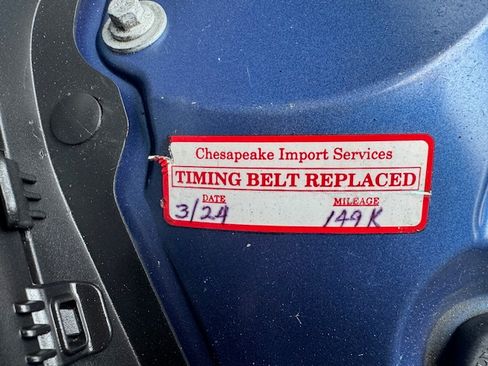 Chesapeake Import Services
TIMING BELT REPLACED
DATE MILEAGE
3/24 149K